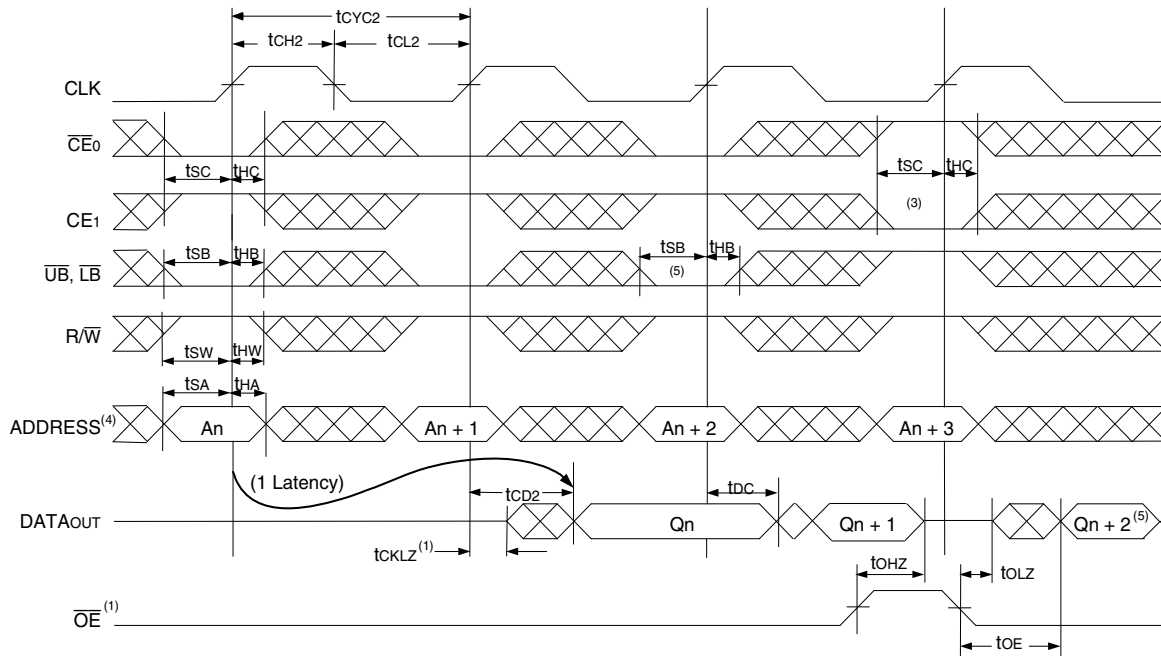 tCYC2
tCH2 tCL2
CLK
CE0
tSC tHC tSC tHC
CE1 (3)
tSB tHB tSB tHB
UB, LB (5)
R/W
tSW tHW
tSA tHA
ADDRESS(4) An An + 1 An + 2 An + 3
(1 Latency) tCD2 tDC
DATAOUT Qn Qn + 1 Qn + 2(5)
tCKLZ(1) tOHZ tOLZ
OE(1)
tOE